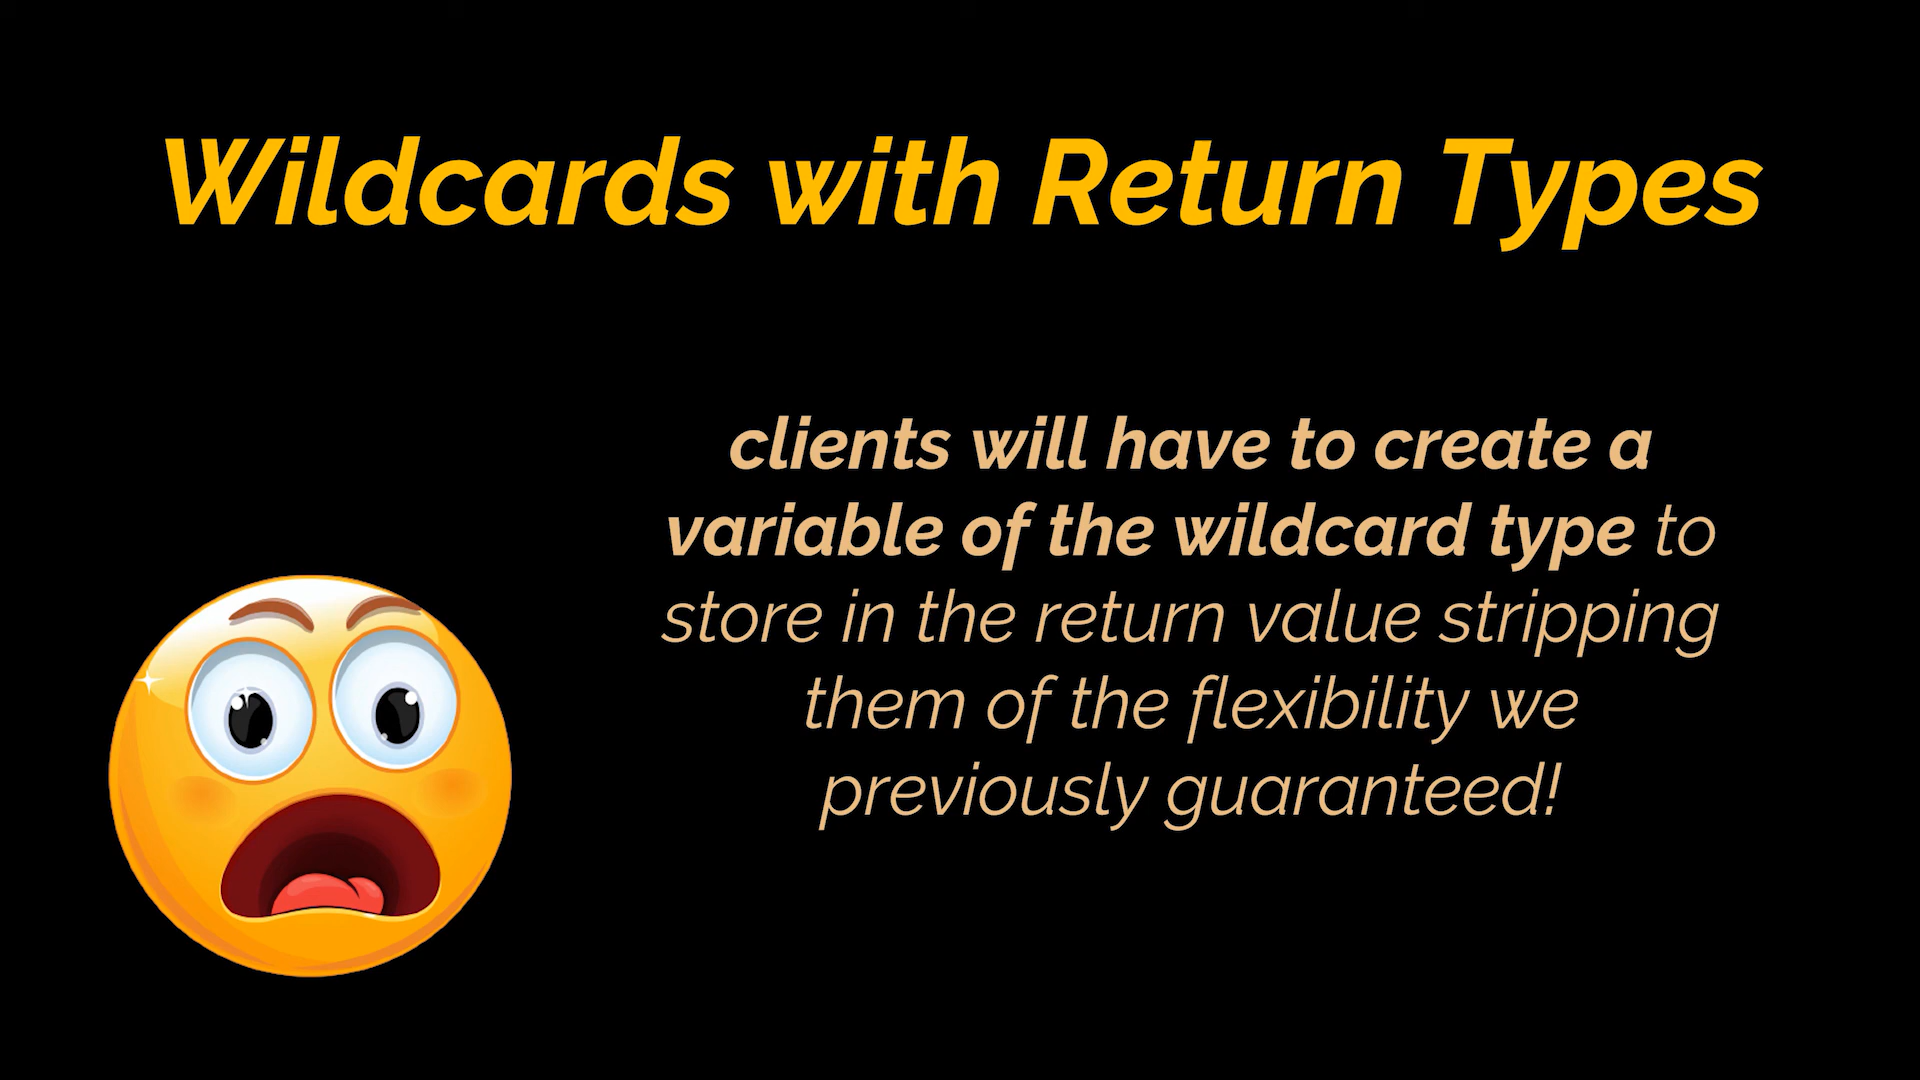 Wildcards with Return Types
clients will have to create a
variable of the wildcard type to
store in the return value stripping
them of the flexibility we
previously guaranteed!